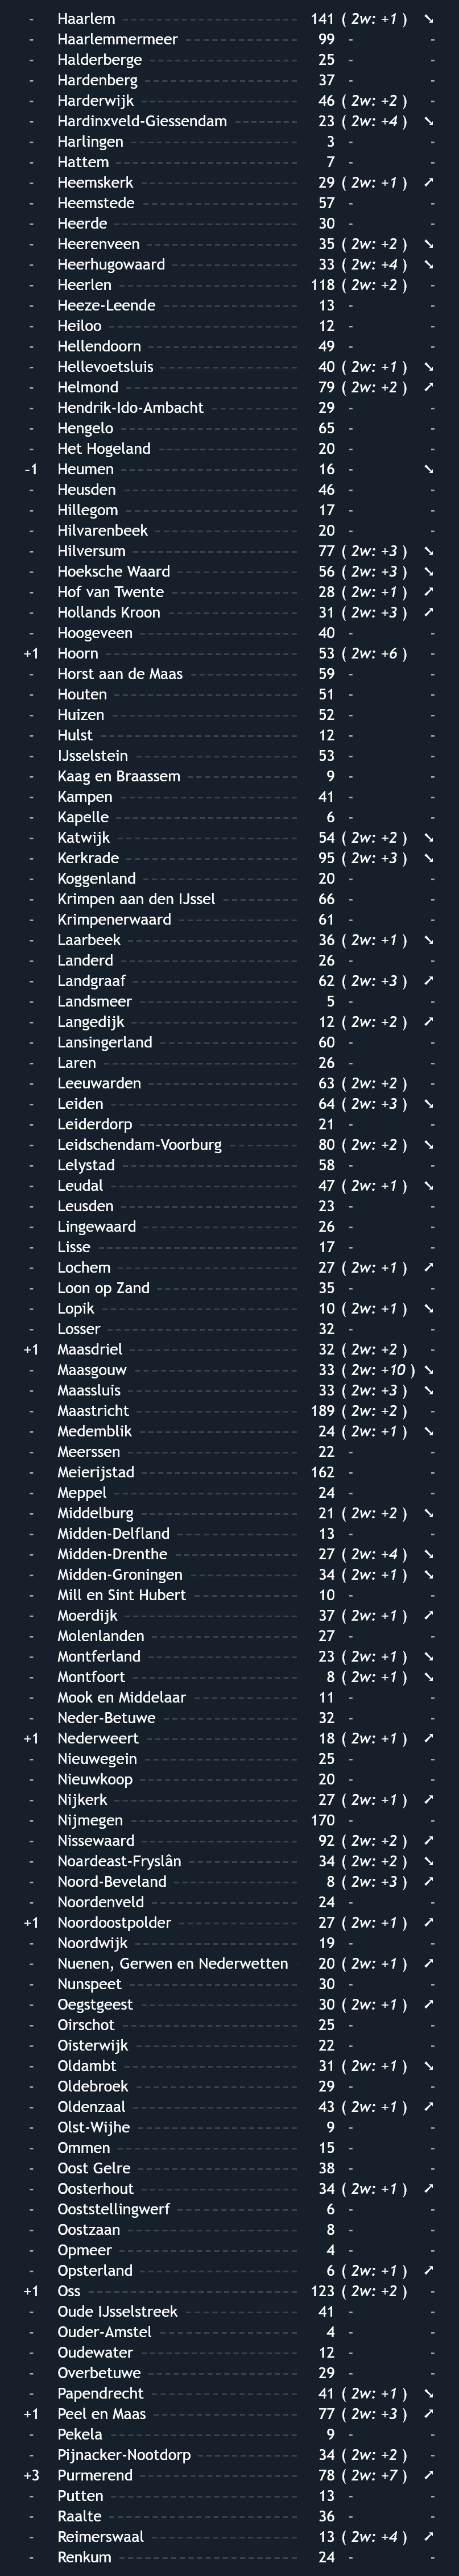 - Haarlem 141 ( 2w: +1 ) ↘
- Haarlemmermeer 99 - -
- Halderberge 25 - -
- Hardenberg 37 - -
- Harderwijk 46 ( 2w: +2 ) -
- Hardinxveld-Giessendam 23 ( 2w: +4 ) ↘
- Harlingen 3 - -
- Hattem 7 - -
- Heemskerk 29 ( 2w: +1 ) ↗
- Heemstede 57 - -
- Heerde 30 - -
- Heerenveen 35 ( 2w: +2 ) ↘
- Heerhugowaard 33 ( 2w: +4 ) ↘
- Heerlen 118 ( 2w: +2 ) -
- Heeze-Leende 13 - -
- Heiloo 12 - -
- Hellendoorn 49 - -
- Hellevoetsluis 40 ( 2w: +1 ) ↘
- Helmond 79 ( 2w: +2 ) ↗
- Hendrik-Ido-Ambacht 29 - -
- Hengelo 65 - -
- Het Hogeland 20 - -
-1 Heumen 16 - ↘
- Heusden 46 - -
- Hillegom 17 - -
- Hilvarenbeek 20 - -
- Hilversum 77 ( 2w: +3 ) ↘
- Hoeksche Waard 56 ( 2w: +3 ) ↘
- Hof van Twente 28 ( 2w: +1 ) ↗
- Hollands Kroon 31 ( 2w: +3 ) ↗
- Hoogeveen 40 - -
+1 Hoorn 53 ( 2w: +6 ) -
- Horst aan de Maas 59 - -
- Houten 51 - -
- Huizen 52 - -
- Hulst 12 - -
- IJsselstein 53 - -
- Kaag en Braassem 9 - -
- Kampen 41 - -
- Kapelle 6 - -
- Katwijk 54 ( 2w: +2 ) ↘
- Kerkrade 95 ( 2w: +3 ) ↘
- Koggenland 20 - -
- Krimpen aan den IJssel 66 - -
- Krimpenerwaard 61 - -
- Laarbeek 36 ( 2w: +1 ) ↘
- Landerd 26 - -
- Landgraaf 62 ( 2w: +3 ) ↗
- Landsmeer 5 - -
- Langedijk 12 ( 2w: +2 ) ↗
- Lansingerland 60 - -
- Laren 26 - -
- Leeuwarden 63 ( 2w: +2 ) -
- Leiden 64 ( 2w: +3 ) ↘
- Leiderdorp 21 - -
- Leidschendam-Voorburg 80 ( 2w: +2 ) ↘
- Lelystad 58 - -
- Leudal 47 ( 2w: +1 ) ↘
- Leusden 23 - -
- Lingewaard 26 - -
- Lisse 17 - -
- Lochem 27 ( 2w: +1 ) ↗
- Loon op Zand 35 - -
- Lopik 10 ( 2w: +1 ) ↘
- Losser 32 - -
+1 Maasdriel 32 ( 2w: +2 ) -
- Maasgouw 33 ( 2w: +10 ) ↘
- Maassluis 33 ( 2w: +3 ) ↘
- Maastricht 189 ( 2w: +2 ) -
- Medemblik 24 ( 2w: +1 ) ↘
- Meerssen 22 - -
- Meierijstad 162 - -
- Meppel 24 - -
- Middelburg 21 ( 2w: +2 ) ↘
- Midden-Delfland 13 - -
- Midden-Drenthe 27 ( 2w: +4 ) ↘
- Midden-Groningen 34 ( 2w: +1 ) ↘
- Mill en Sint Hubert 10 - -
- Moerdijk 37 ( 2w: +1 ) ↗
- Molenlanden 27 - -
- Montferland 23 ( 2w: +1 ) ↘
- Montfoort 8 ( 2w: +1 ) ↘
- Mook en Middelaar 11 - -
- Neder-Betuwe 32 - -
+1 Nederweert 18 ( 2w: +1 ) ↗
- Nieuwegein 25 - -
- Nieuwkoop 20 - -
- Nijkerk 27 ( 2w: +1 ) ↗
- Nijmegen 170 - -
- Nissewaard 92 ( 2w: +2 ) ↗
- Noardeast-Fryslân 34 ( 2w: +2 ) ↘
- Noord-Beveland 8 ( 2w: +3 ) ↗
- Noordenveld 24 - -
+1 Noordoostpolder 27 ( 2w: +1 ) ↗
- Noordwijk 19 - -
- Nuenen, Gerwen en Nederwetten 20 ( 2w: +1 ) ↗
- Nunspeet 30 - -
- Oegstgeest 30 ( 2w: +1 ) ↗
- Oirschot 25 - -
- Oisterwijk 22 - -
- Oldambt 31 ( 2w: +1 ) ↘
- Oldebroek 29 - -
- Oldenzaal 43 ( 2w: +1 ) ↗
- Olst-Wijhe 9 - -
- Ommen 15 - -
- Oost Gelre 38 - -
- Oosterhout 34 ( 2w: +1 ) ↗
- Ooststellingwerf 6 - -
- Oostzaan 8 - -
- Opmeer 4 - -
- Opsterland 6 ( 2w: +1 ) ↗
+1 Oss 123 ( 2w: +2 ) -
- Oude IJsselstreek 41 - -
- Ouder-Amstel 4 - -
- Oudewater 12 - -
- Overbetuwe 29 - -
- Papendrecht 41 ( 2w: +1 ) ↘
+1 Peel en Maas 77 ( 2w: +3 ) ↗
- Pekela 9 - -
- Pijnacker-Nootdorp 34 ( 2w: +2 ) -
+3 Purmerend 78 ( 2w: +7 ) ↗
- Putten 13 - -
- Raalte 36 - -
- Reimerswaal 13 ( 2w: +4 ) ↗
- Renkum 24 - -